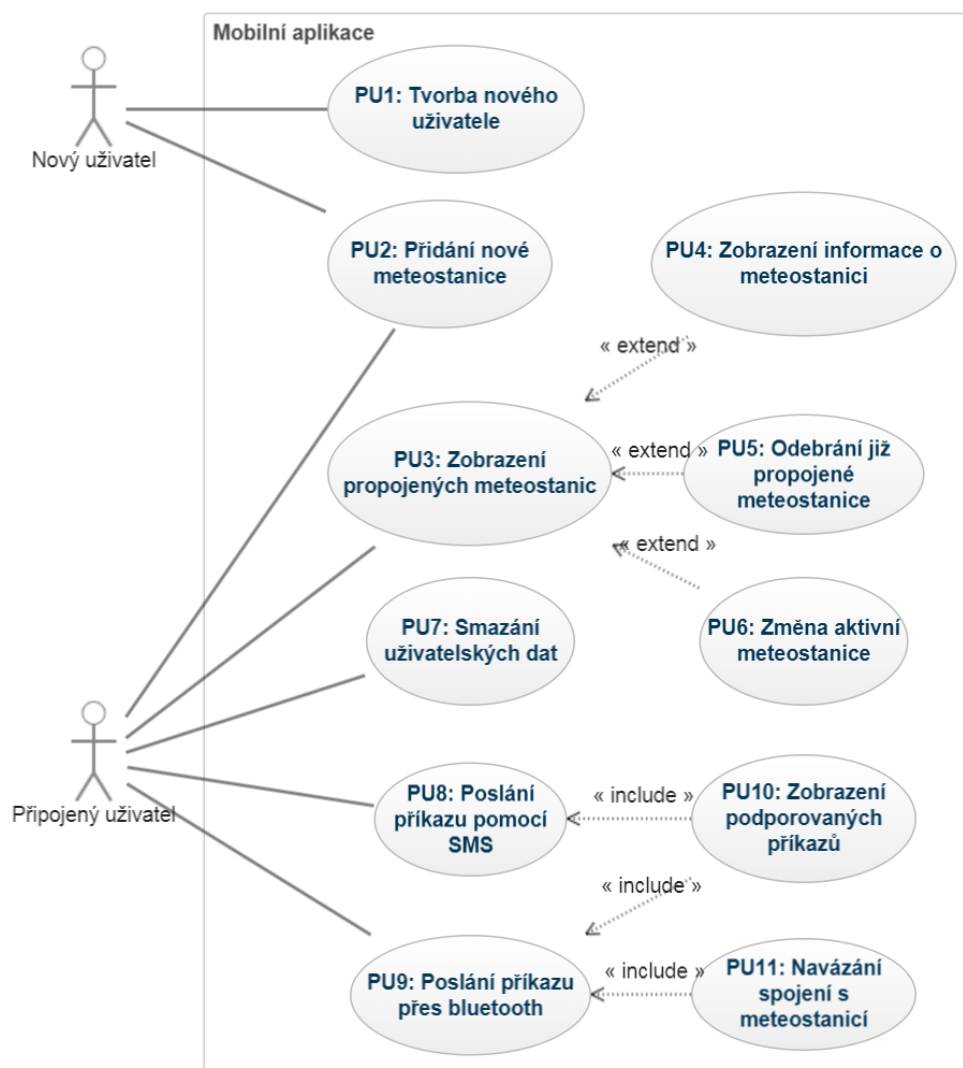 Mobilní aplikace
PU1: Tvorba nového
uživatele
Nový uživatel
PU2: Přidání nové
meteostanice
PU4: Zobrazení informace o
meteostanici
« extend »
PU3: Zobrazení
propojených meteostanic
« extend »
PU5: Odebrání již
propojené
meteostanice
« extend »
PU7: Smazání
uživatelských dat
PU6: Změna aktivní
meteostanice
Připojený uživatel
PU8: Poslání
příkazu pomocí
SMS
« include »
PU10: Zobrazení
podporovaných
příkazů
« include »
PU9: Poslání příkazu
přes bluetooth
« include »
PU11: Navázání
spojení s
meteostanicí